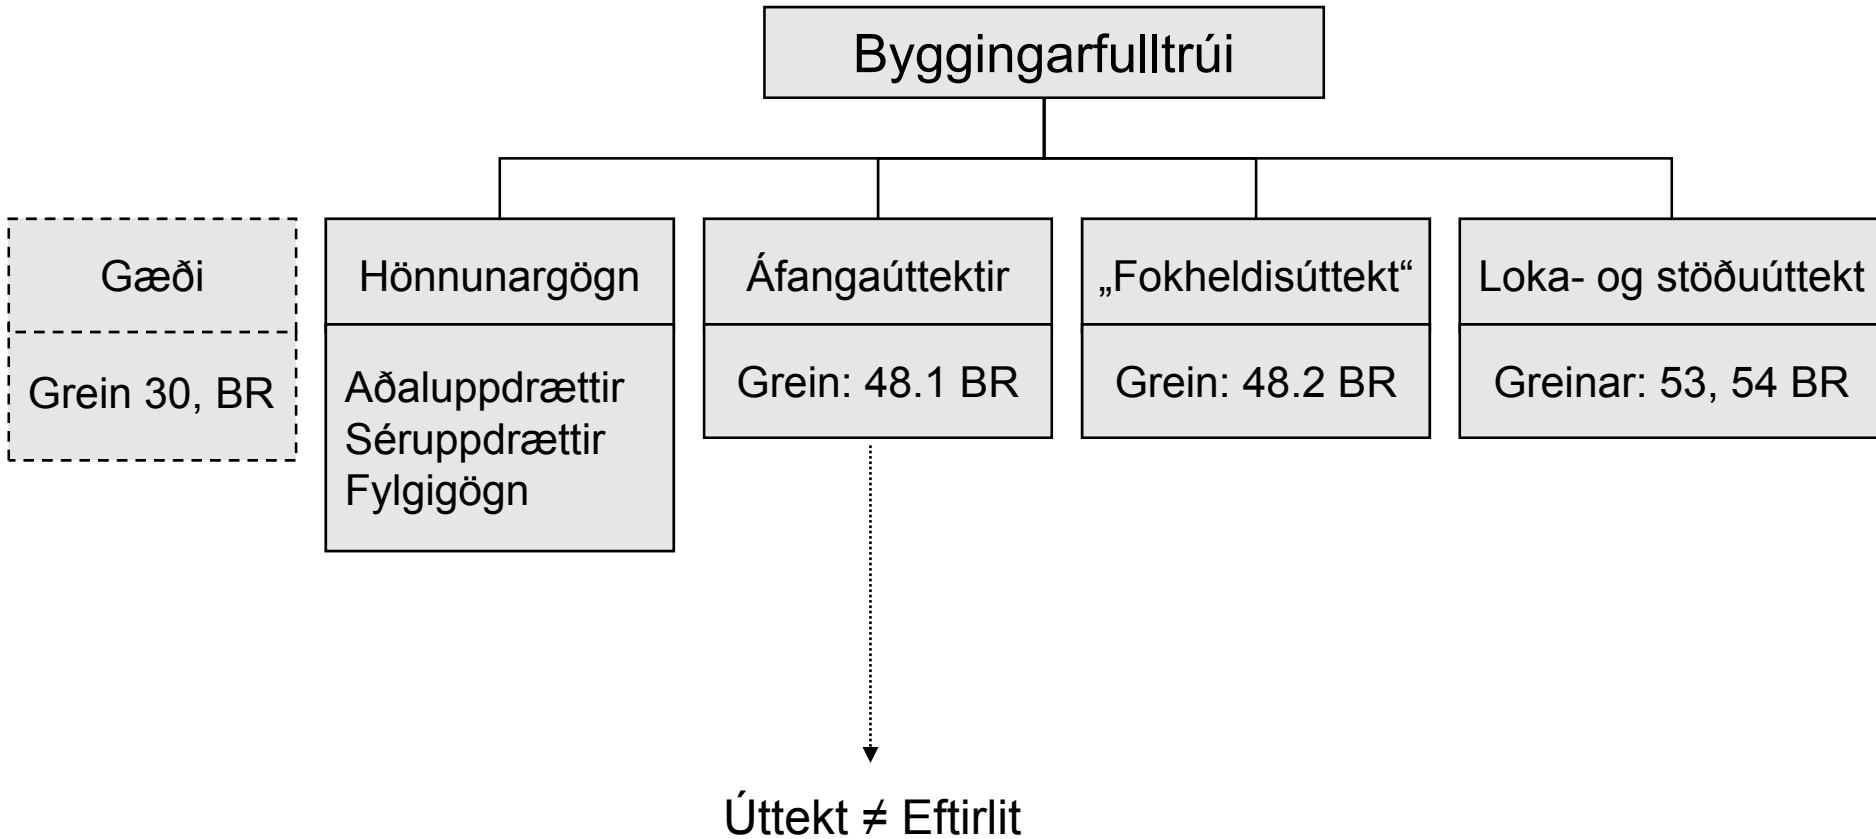 Byggingarfulltrúi
Gæði
Grein 30, BR
Hönnunargögn
Aðaluppdrættir
Séruppdrættir
Fylgigögn
Áfangaúttektir
Grein: 48.1 BR
„Fokheldisúttekt“
Grein: 48.2 BR
Loka- og stöðuúttekt
Greinar: 53, 54 BR
Úttekt ≠ Eftirlit